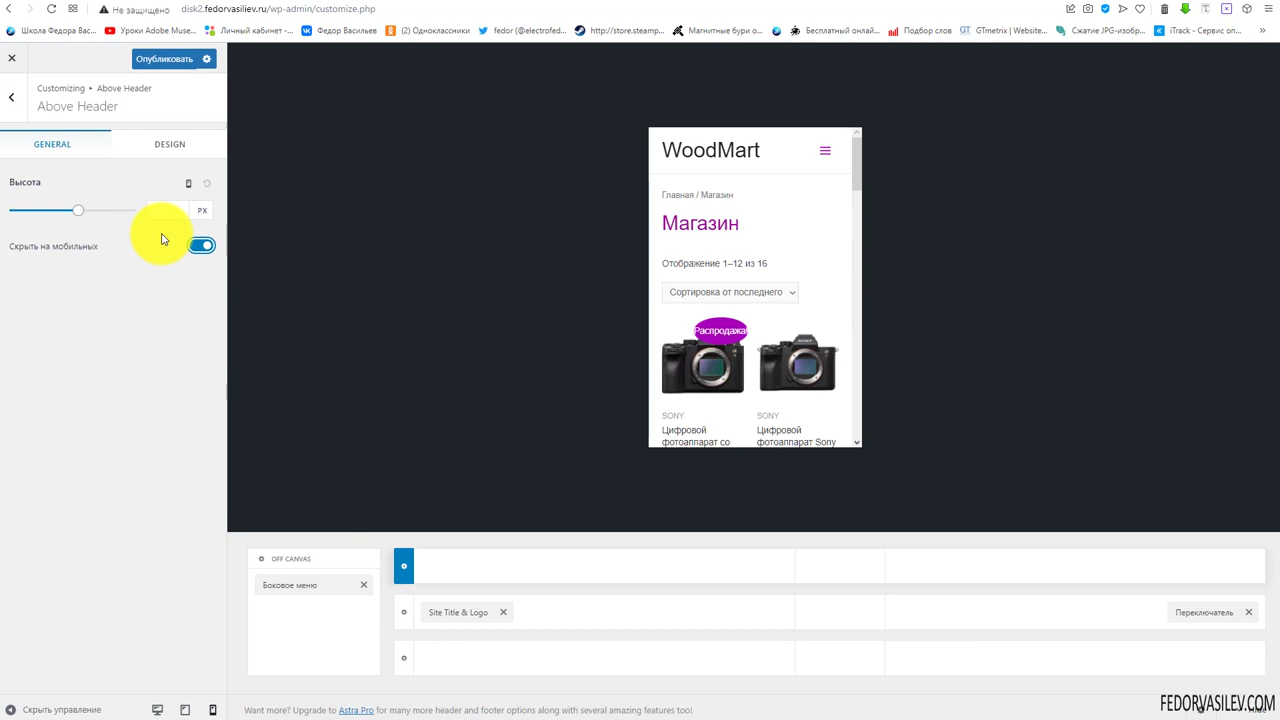 Не защищено
disk2.fedorvasiliev.ru/wp-admin/customize.php
Школа Федора Вас...
Уроки Adobe Muse...
Личный кабинет -...
Федор Васильев
(2) Одноклассники
fedor (@electrofed...
http://store.steamp...
Магнитные бури о...
Бесплатный онлай...
Подбор слов
GTmetrix | Website...
Сжатие JPG-изобр...
iTrack - Сервис оп...
Опубликовать
Customizing ▸ Above Header
Above Header
GENERAL
DESIGN
Высота
PX
Скрыть на мобильных
WoodMart
Главная / Магазин
Магазин
Отображение 1–12 из 16
Сортировка от последнего
Распродажа!
SONY
SONY
Цифровой
Цифровой
фотоаппарат со
фотоаппарат Sony
OFF CANVAS
Боковое меню
Site Title & Logo
Переключатель
Скрыть управление
Want more? Upgrade to Astra Pro for many more header and footer options along with several amazing features too!
FEDORVASILEV.COM